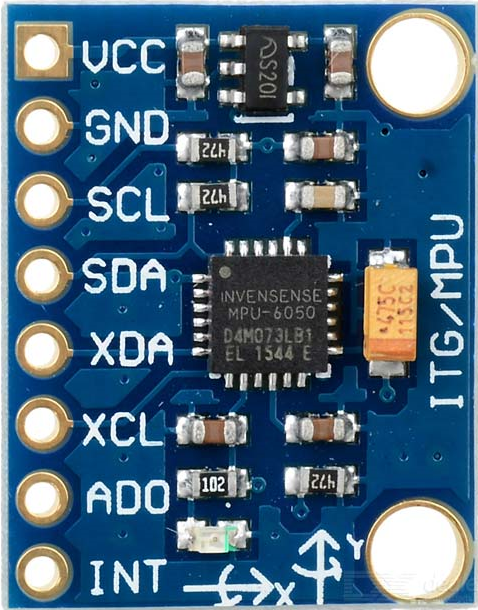 VCC
S20I
GND
472
SCL
472
SDA
INVENSENSE
MPU-6050
D4M073LB1
EL 1544 E
475C
115C2
ITG/MPU
XDA
XCL
ADO
102
472
INT
X
Y